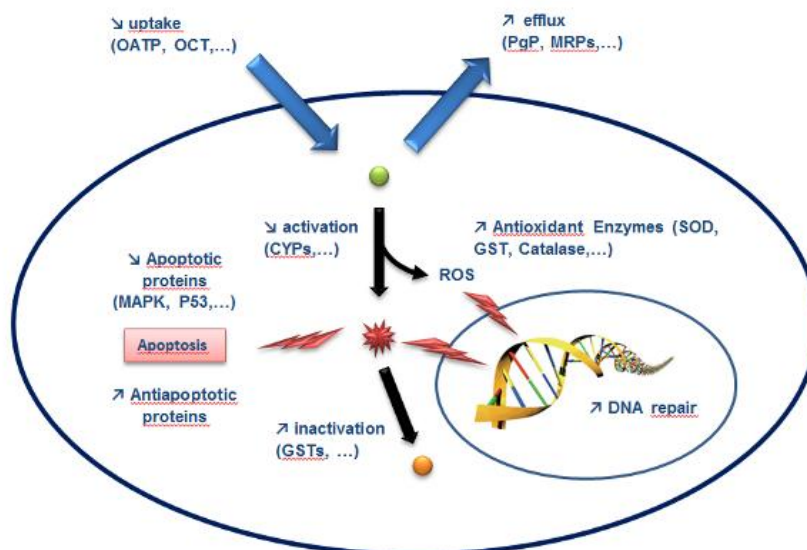 ↘ uptake
(OATP, OCT,...)
↗ efflux
(PgP, MRPs,...)
↘ activation
(CYPs,...)
↗ Antioxidant Enzymes (SOD,
GST, Catalase,...)
ROS
↘ Apoptotic
proteins
(MAPK, P53,...)
Apoptosis
↗ Antiapoptotic
proteins
↗ inactivation
(GSTs, ...)
↗ DNA repair